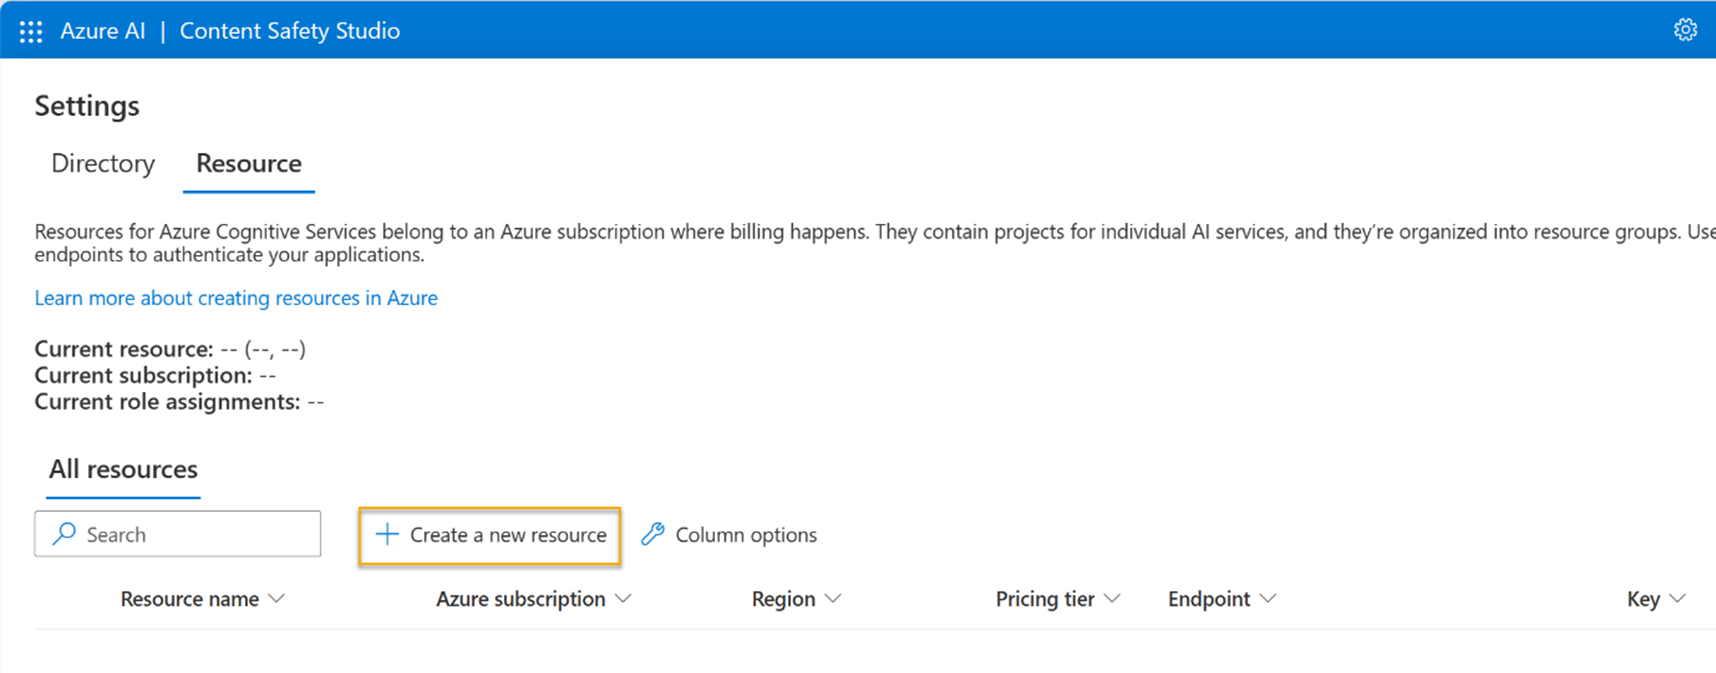 Azure AI | Content Safety Studio
Settings
Directory Resource
Resources for Azure Cognitive Services belong to an Azure subscription where billing happens. They contain projects for individual AI services, and they're organized into resource groups. Use
endpoints to authenticate your applications.
Learn more about creating resources in Azure
Current resource: -- (--, --)
Current subscription: --
Current role assignments: --
All resources
Search Create a new resource Column options
Resource name Azure subscription Region Pricing tier Endpoint Key